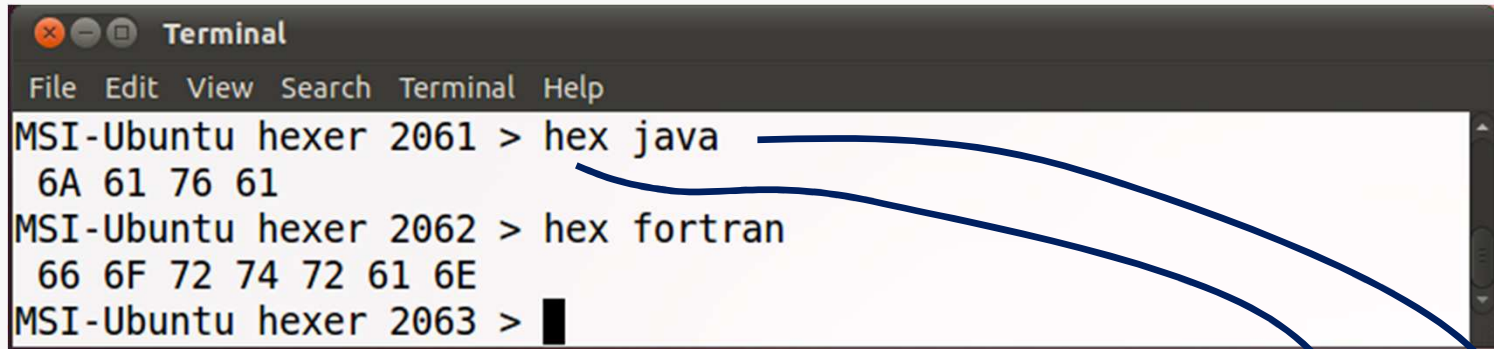 Terminal
File Edit View Search Terminal Help
MSI-Ubuntu hexer 2061 > hex java
6A 61 76 61
MSI-Ubuntu hexer 2062 > hex fortran
66 6F 72 74 72 61 6E
MSI-Ubuntu hexer 2063 >